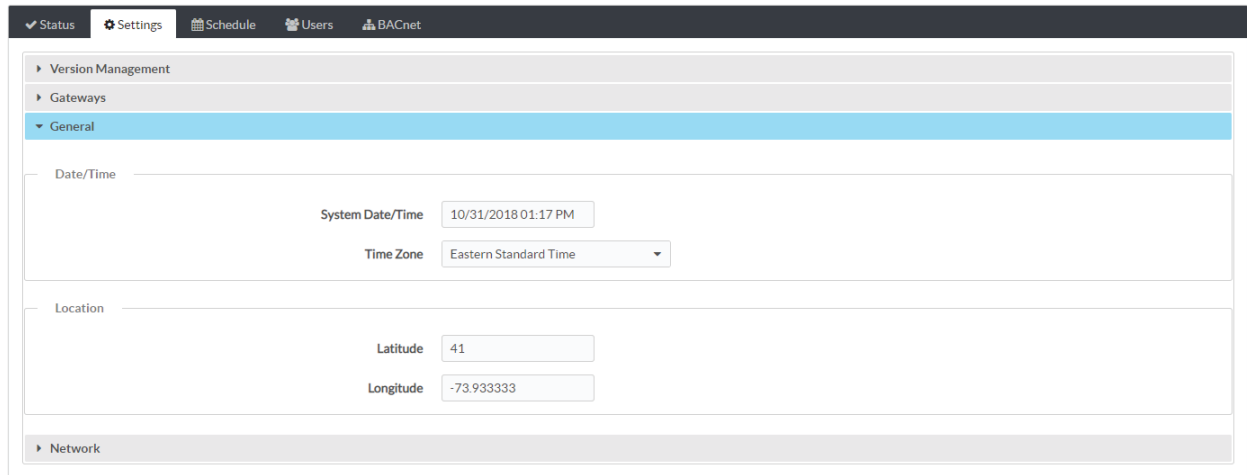 Status Settings Schedule Users BACnet
Version Management
Gateways
General
Date/Time
System Date/Time 10/31/2018 01:17 PM
Time Zone Eastern Standard Time
Location
Latitude 41
Longitude -73.933333
Network